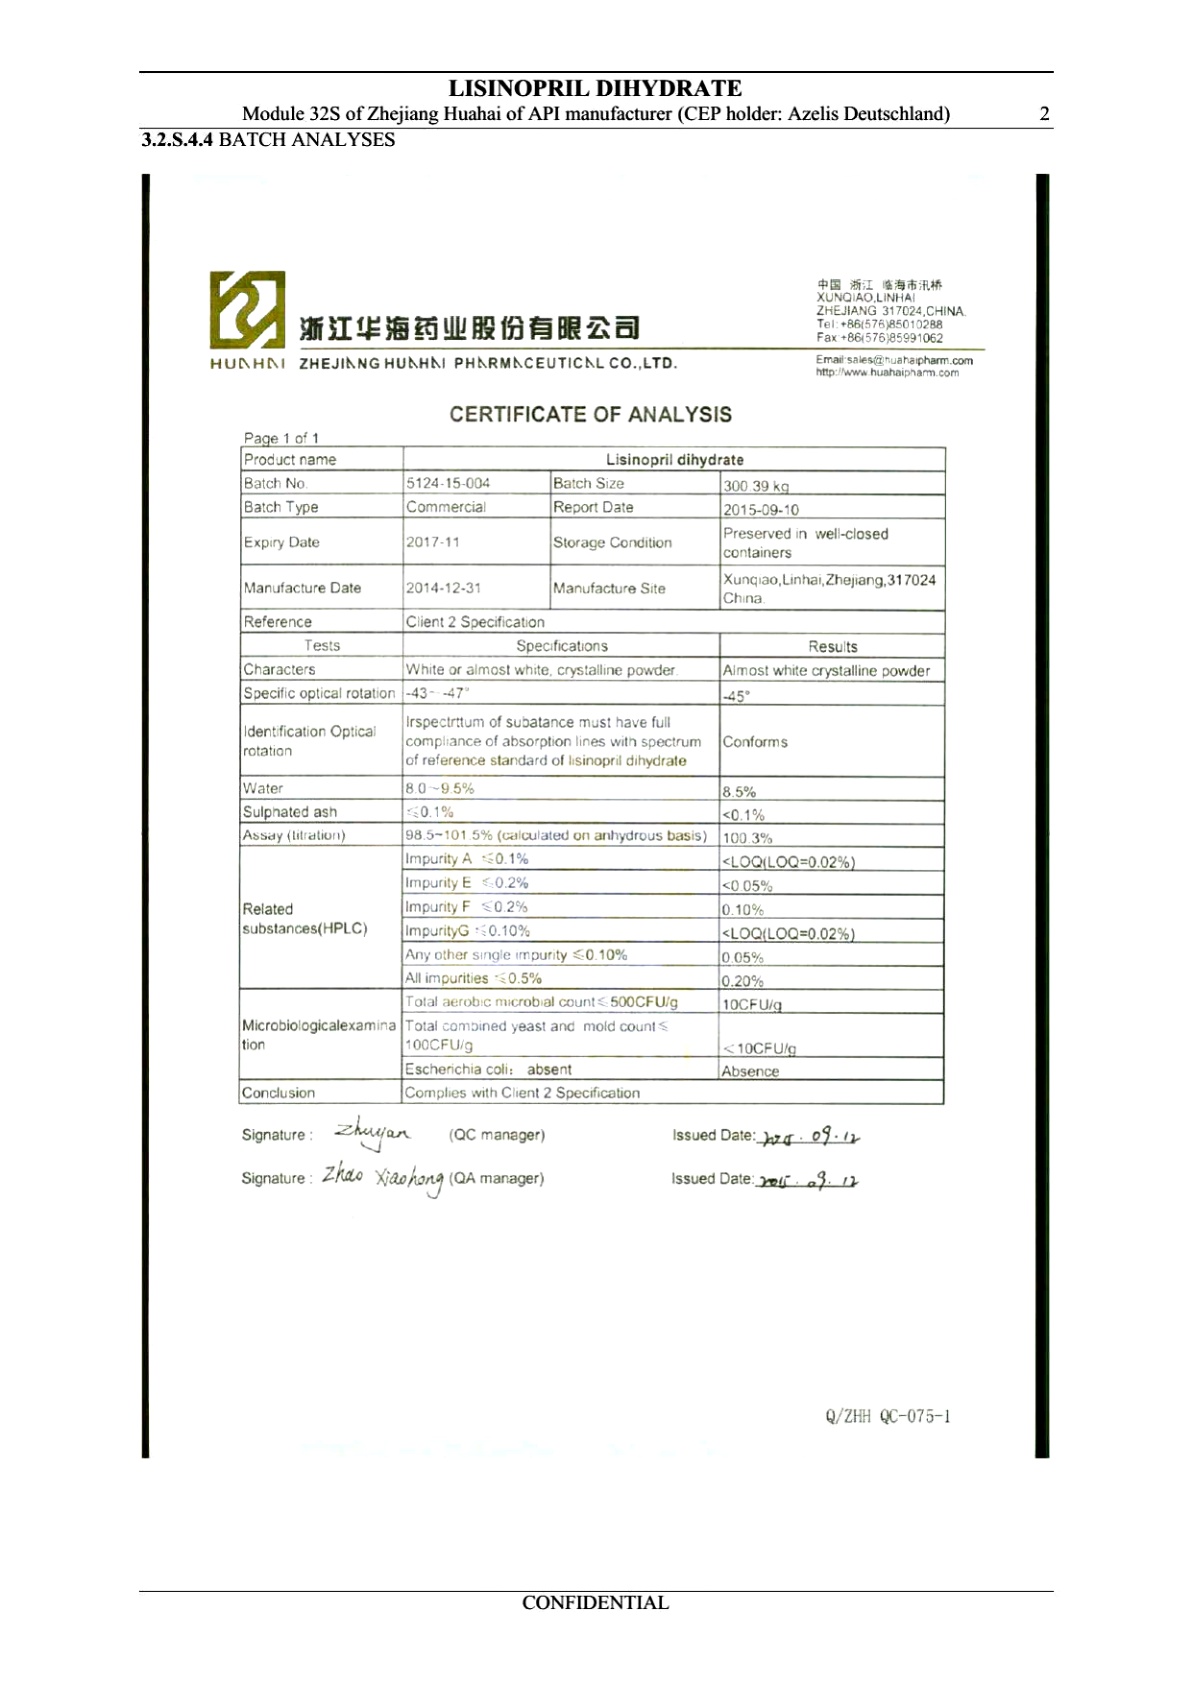 LISINOPRIL DIHYDRATE
Module 32S of Zhejiang Huahai of API manufacturer (CEP holder: Azelis Deutschland) 2
3.2.S.4.4 BATCH ANALYSES
中国 浙江 临海市汛桥
XUNQIAO,LINHAI
ZHEJIANG 317024,CHINA.
Tel: +86(576)85010288
Fax:+86(576)85991062
浙江华海药业股份有限公司
HUAHAI ZHEJIANG HUAHAI PHARMACEUTICAL CO.,LTD.
Email:sales@huahaipharm.com
http://www.huahaipharm.com
CERTIFICATE OF ANALYSIS
Page 1 of 1
Product name Lisinopril dihydrate
Batch No. 5124-15-004 Batch Size 300.39 kg
Batch Type Commercial Report Date 2015-09-10
Expiry Date 2017-11 Storage Condition Preserved in well-closed
containers
Manufacture Date 2014-12-31 Manufacture Site Xunqiao,Linhai,Zhejiang,317024
China.
Reference Client 2 Specification
Tests Specifications Results
Characters White or almost white, crystalline powder. Almost white crystalline powder
Specific optical rotation -43~ -47° -45°
Identification Optical
rotation
Irspectrttum of subatance must have full
compliance of absorption lines with spectrum
of reference standard of lisinopril dihydrate
Conforms
Water 8.0~9.5% 8.5%
Sulphated ash ≤0.1% <0.1%
Assay (titration) 98.5~101.5% (calculated on anhydrous basis) 100.3%
Related
substances(HPLC)
Impurity A ≤0.1% <LOQ(LOQ=0.02%)
Impurity E ≤0.2% <0.05%
Impurity F ≤0.2% 0.10%
ImpurityG ≤0.10% <LOQ(LOQ=0.02%)
Any other single impurity ≤0.10% 0.05%
All impurities ≤0.5% 0.20%
Microbiologicalexamina
tion
Total aerobic microbial count≤500CFU/g 10CFU/g
Total combined yeast and mold count≤
100CFU/g <10CFU/g
Escherichia coli: absent Absence
Conclusion Complies with Client 2 Specification
Signature : Zhuyan (QC manager) Issued Date: 2015.09.12
Signature : Zhao Xiaohong (QA manager) Issued Date: 2015.09.12
Q/ZHH QC-075-1
CONFIDENTIAL